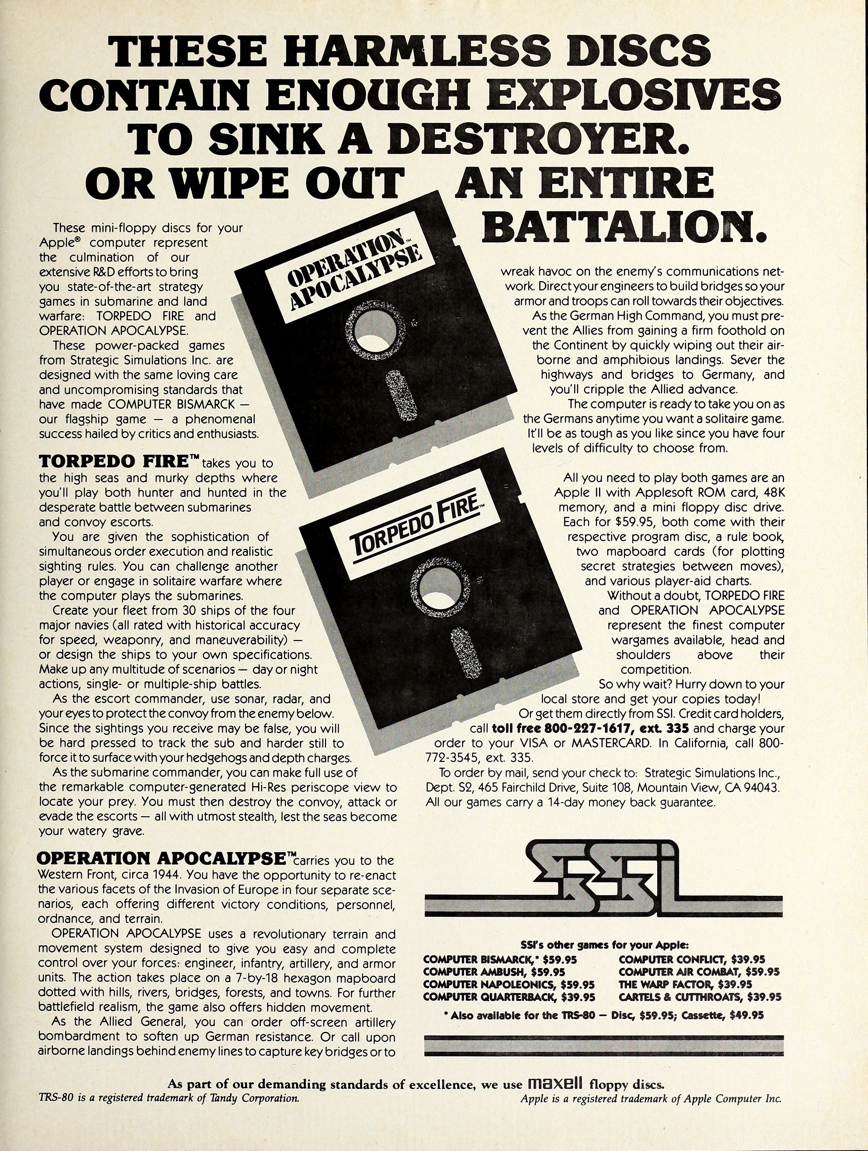 THESE HARMLESS DISCS
CONTAIN ENOUGH EXPLOSIVES
TO SINK A DESTROYER.
OR WIPE OUT AN ENTIRE
BATTALION.
These mini-floppy discs for your
Apple® computer represent
the culmination of our
extensive R&D efforts to bring
you state-of-the-art strategy
games in submarine and land
warfare: TORPEDO FIRE and
OPERATION APOCALYPSE.
These power-packed games
from Strategic Simulations Inc. are
designed with the same loving care
and uncompromising standards that
have made COMPUTER BISMARCK —
our flagship game — a phenomenal
success hailed by critics and enthusiasts.
TORPEDO FIRE™ takes you to
the high seas and murky depths where
you'll play both hunter and hunted in the
desperate battle between submarines
and convoy escorts.
You are given the sophistication of
simultaneous order execution and realistic
sighting rules. You can challenge another
player or engage in solitaire warfare where
the computer plays the submarines.
Create your fleet from 30 ships of the four
major navies (all rated with historical accuracy
for speed, weaponry, and maneuverability) —
or design the ships to your own specifications.
Make up any multitude of scenarios — day or night
actions, single- or multiple-ship battles.
As the escort commander, use sonar, radar, and
your eyes to protect the convoy from the enemy below.
Since the sightings you receive may be false, you will
be hard pressed to track the sub and harder still to
force it to surface with your hedgehogs and depth charges.
As the submarine commander, you can make full use of
the remarkable computer-generated Hi-Res periscope view to
locate your prey. You must then destroy the convoy, attack or
evade the escorts — all with utmost stealth, lest the seas become
your watery grave.
OPERATION APOCALYPSE™ carries you to the
Western Front, circa 1944. You have the opportunity to re-enact
the various facets of the Invasion of Europe in four separate sce-
narios, each offering different victory conditions, personnel,
ordnance, and terrain.
OPERATION APOCALYPSE uses a revolutionary terrain and
movement system designed to give you easy and complete
control over your forces: engineer, infantry, artillery, and armor
units. The action takes place on a 7-by-18 hexagon mapboard
dotted with hills, rivers, bridges, forests, and towns. For further
battlefield realism, the game also offers hidden movement.
As the Allied General, you can order off-screen artillery
bombardment to soften up German resistance. Or call upon
airborne landings behind enemy lines to capture key bridges or to
OPERATION™
APOCALYPSE
TORPEDO FIRE™
wreak havoc on the enemy's communications net-
work. Direct your engineers to build bridges so your
armor and troops can roll towards their objectives.
As the German High Command, you must pre-
vent the Allies from gaining a firm foothold on
the Continent by quickly wiping out their air-
borne and amphibious landings. Sever the
highways and bridges to Germany, and
you'll cripple the Allied advance.
The computer is ready to take you on as
the Germans anytime you want a solitaire game.
It'll be as tough as you like since you have four
levels of difficulty to choose from.
All you need to play both games are an
Apple II with Applesoft ROM card, 48K
memory, and a mini floppy disc drive.
Each for $59.95, both come with their
respective program disc, a rule book,
two mapboard cards (for plotting
secret strategies between moves),
and various player-aid charts.
Without a doubt, TORPEDO FIRE
and OPERATION APOCALYPSE
represent the finest computer
wargames available, head and
shoulders above their
competition.
So why wait? Hurry down to your
local store and get your copies today!
Or get them directly from SSI. Credit card holders,
call toll free 800-227-1617, ext. 335 and charge your
order to your VISA or MASTERCARD. In California, call 800-
772-3545, ext. 335.
To order by mail, send your check to: Strategic Simulations Inc.,
Dept. S2, 465 Fairchild Drive, Suite 108, Mountain View, CA 94043.
All our games carry a 14-day money back guarantee.
SSI
SSI's other games for your Apple:
COMPUTER BISMARCK,* $59.95 COMPUTER CONFLICT, $39.95
COMPUTER AMBUSH, $59.95 COMPUTER AIR COMBAT, $59.95
COMPUTER NAPOLEONICS, $59.95 THE WARP FACTOR, $39.95
COMPUTER QUARTERBACK, $39.95 CARTELS & CUTTHROATS, $39.95
* Also available for the TRS-80 — Disc, $59.95; Cassette, $49.95
As part of our demanding standards of excellence, we use maxell floppy discs.
TRS-80 is a registered trademark of Tandy Corporation. Apple is a registered trademark of Apple Computer Inc.